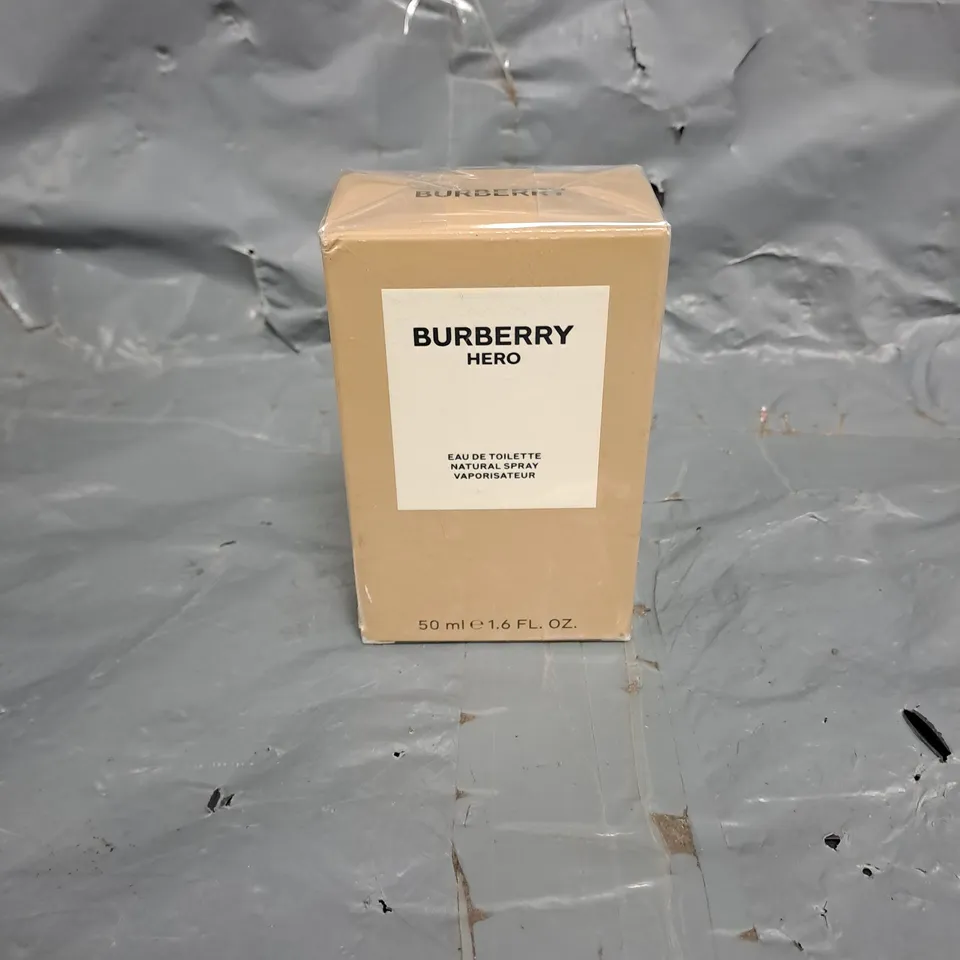 BURBERRY
BURBERRY
HERO
EAU DE TOILETTE
NATURAL SPRAY
VAPORISATEUR
50 ml ℮ 1.6 FL. OZ.